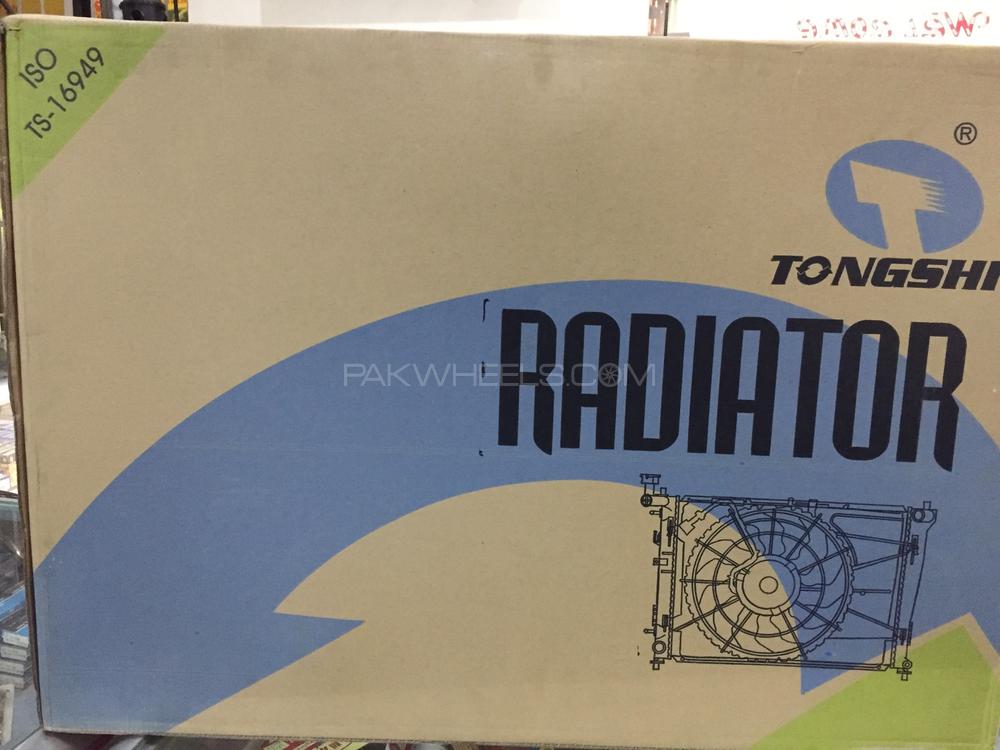 ISO
TS-16949
®
TONGSHI
RADIATOR
PAKWHEELS.COM